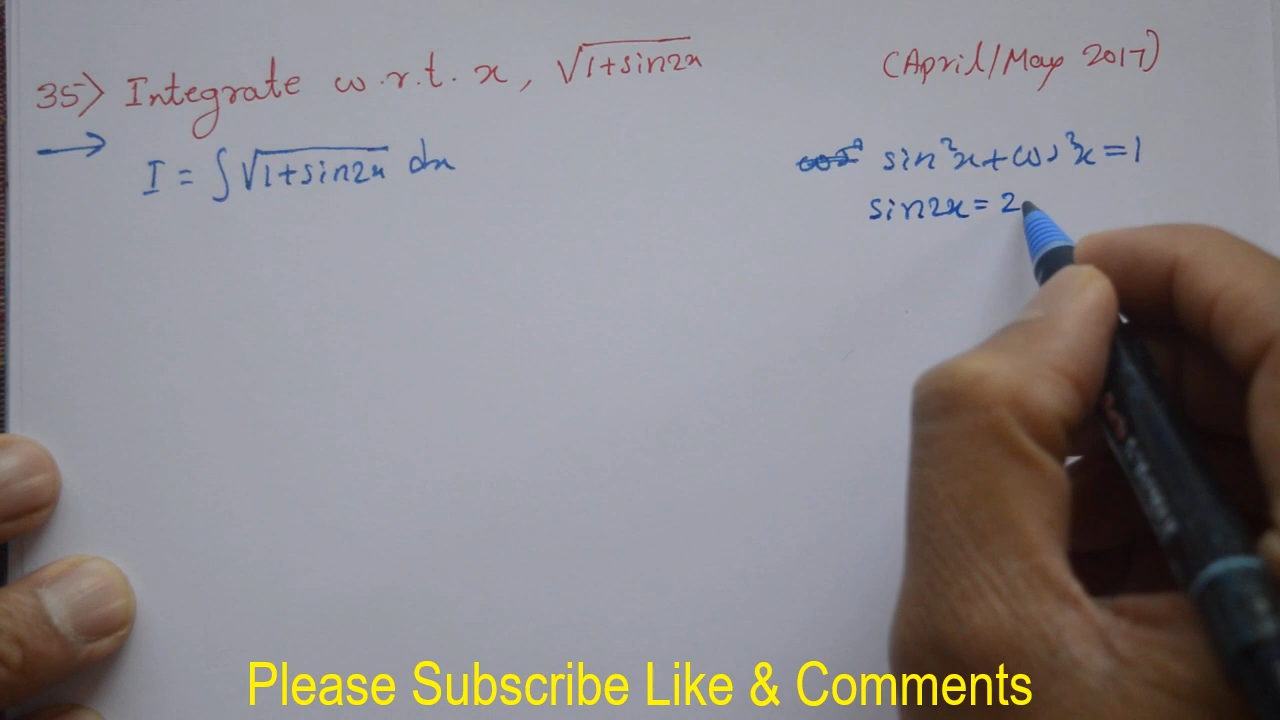 35) Integrate w.r.t. x, √1+sin2x (April/May 2017)
→ I = ∫√1+sin2x dx
sin²x+cos²x=1
sin2x = 2
Please Subscribe Like & Comments